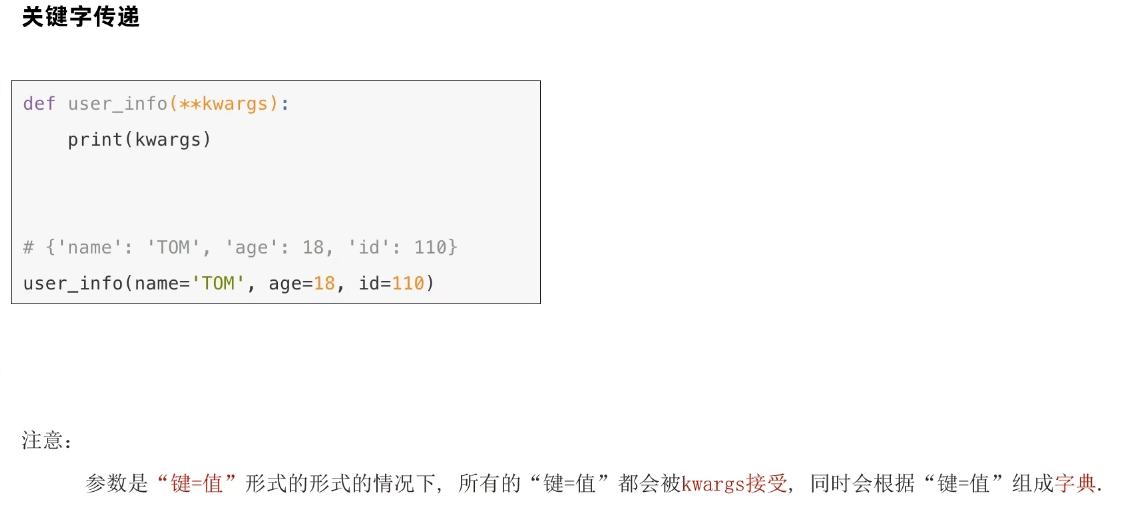 关键字传递
def user_info(**kwargs):
    print(kwargs)
# {'name': 'TOM', 'age': 18, 'id': 110}
user_info(name='TOM', age=18, id=110)
注意：
参数是“键=值”形式的形式的情况下, 所有的“键=值”都会被kwargs接受, 同时会根据“键=值”组成字典.